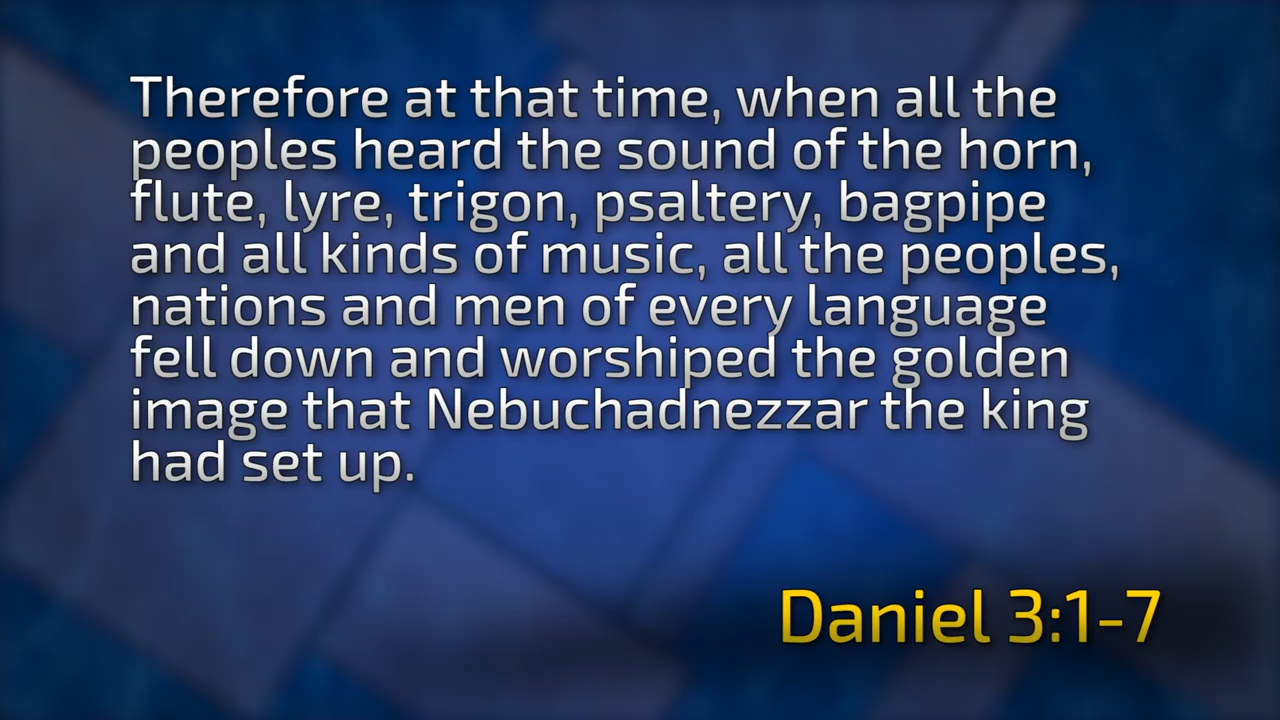 Therefore at that time, when all the
peoples heard the sound of the horn,
flute, lyre, trigon, psaltery, bagpipe
and all kinds of music, all the peoples,
nations and men of every language
fell down and worshiped the golden
image that Nebuchadnezzar the king
had set up.
Daniel 3:1-7